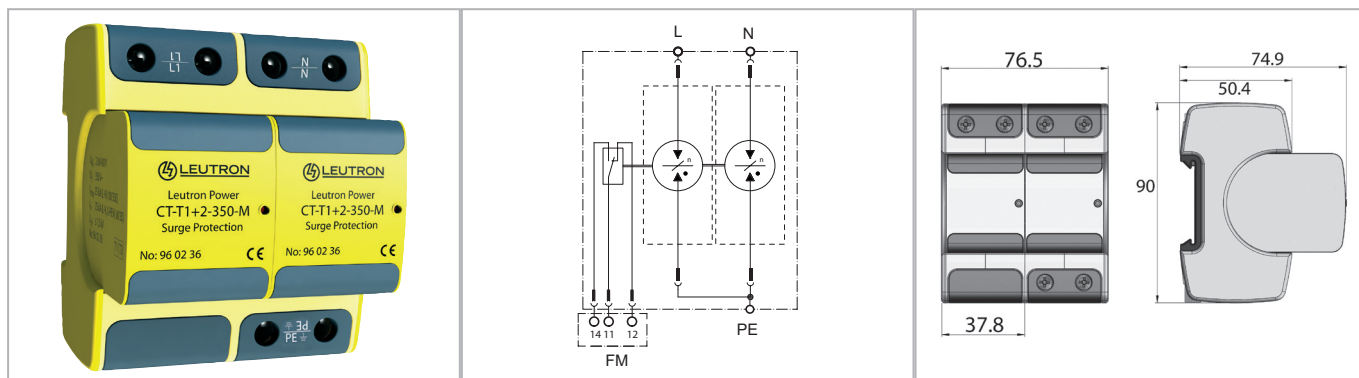 L1
L1
N
N
LEUTRON
Leutron Power
CT-T1+2-350-M
Surge Protection
No: 96 02 36 CE
LEUTRON
Leutron Power
CT-T1+2-350-M
Surge Protection
No: 96 02 36 CE
PE
PE
L N
n n
14 11 12
FM
PE
76.5
37.8
74.9
50.4
90